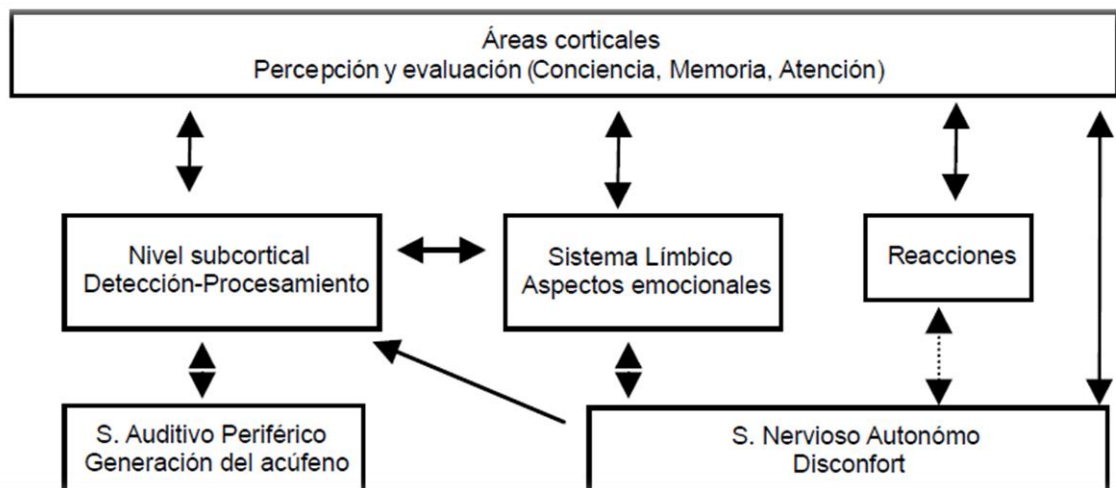 Áreas corticales
Percepción y evaluación (Conciencia, Memoria, Atención)
Nivel subcortical
Detección-Procesamiento
Sistema Límbico
Aspectos emocionales
Reacciones
S. Auditivo Periférico
Generación del acúfeno
S. Nervioso Autonómo
Disconfort